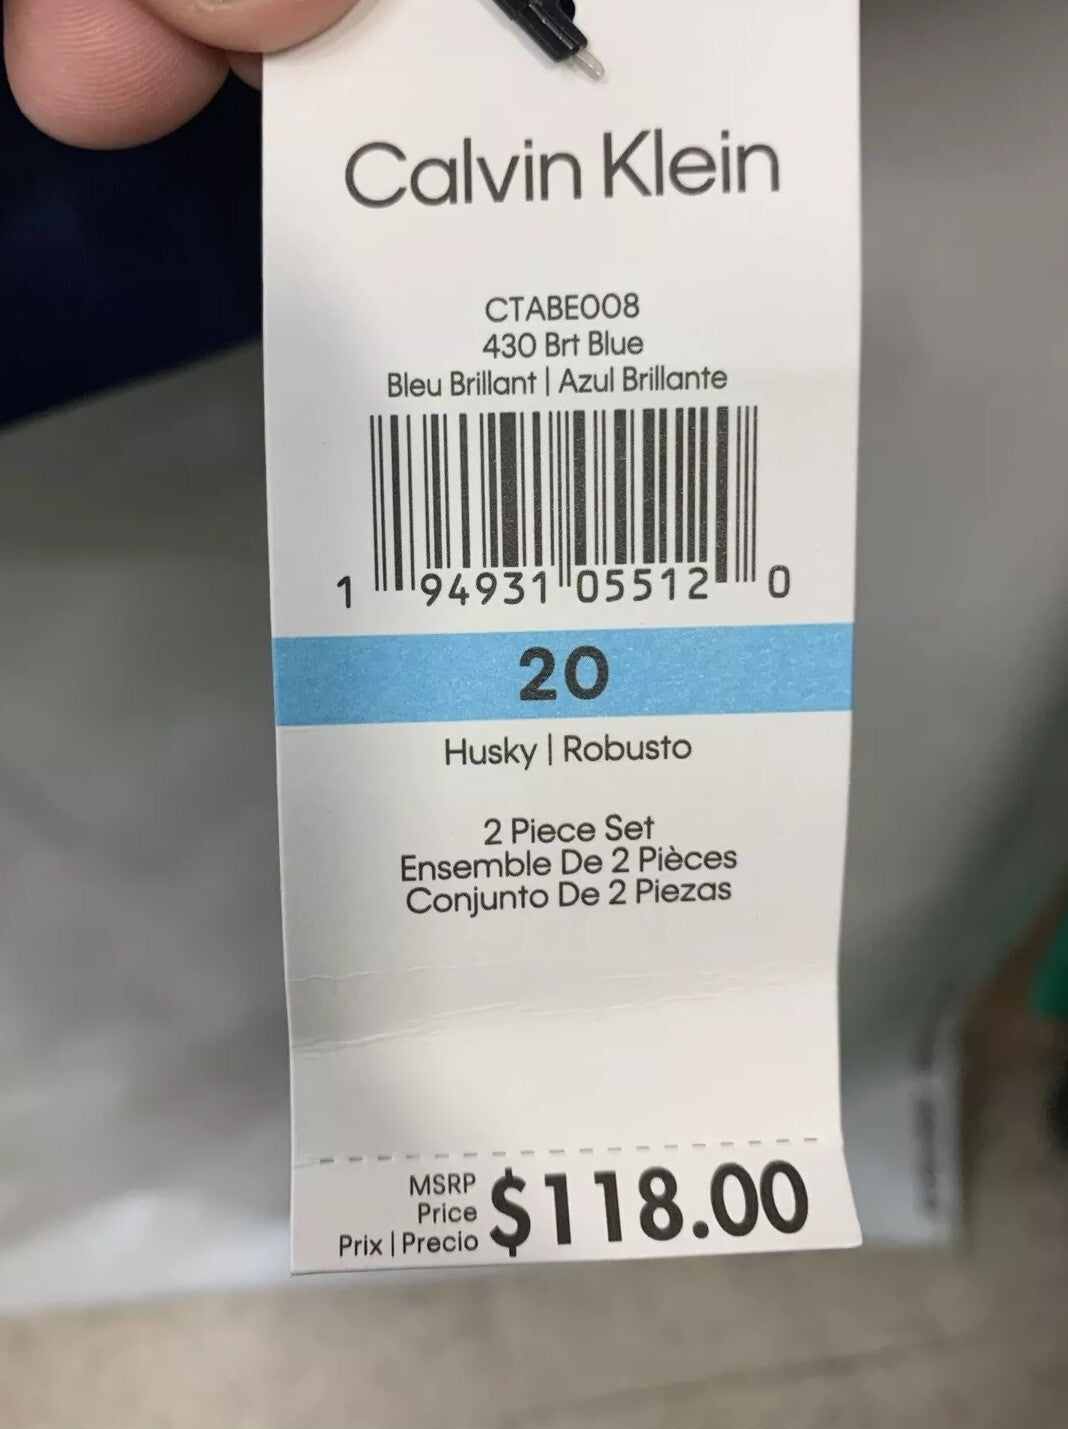 Calvin Klein
CTABE008
430 Brt Blue
Bleu Brillant | Azul Brillante
1 94931 05512 0
20
Husky | Robusto
2 Piece Set
Ensemble De 2 Pièces
Conjunto De 2 Piezas
MSRP
Price
Prix | Precio
$118.00